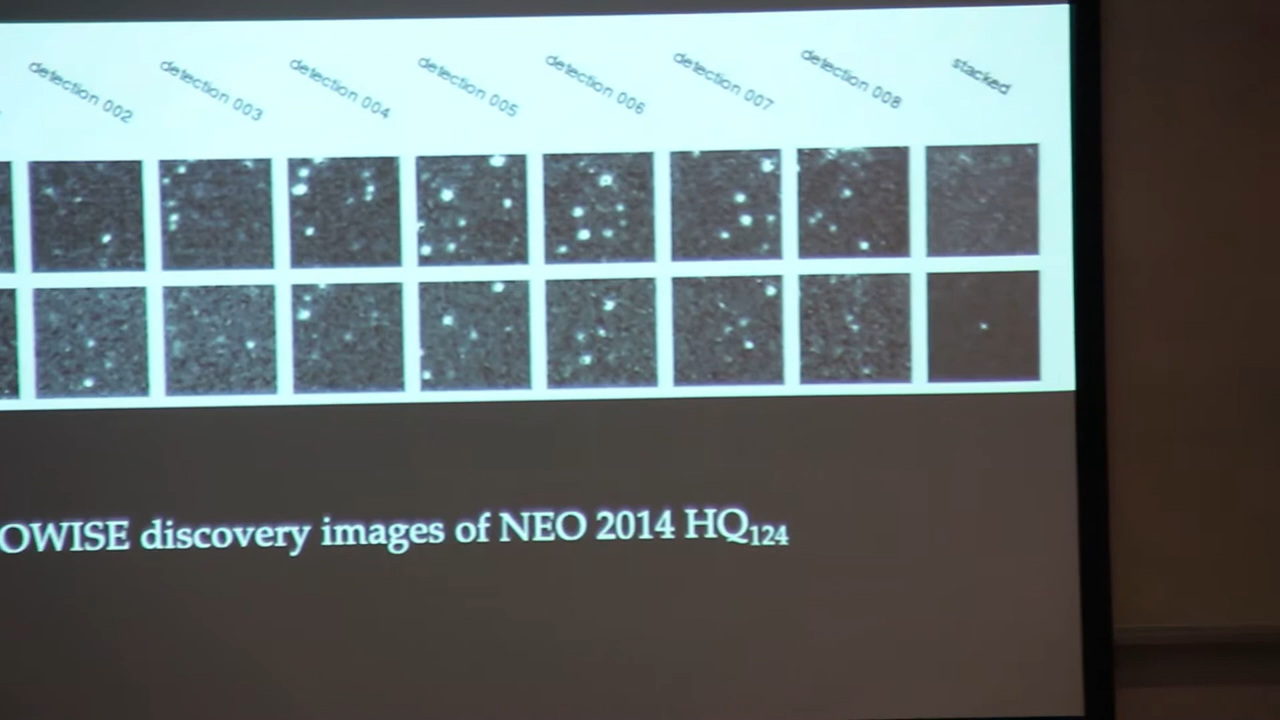 detection 002
detection 003
detection 004
detection 005
detection 006
detection 007
detection 008
stacked
OWISE discovery images of NEO 2014 HQ124